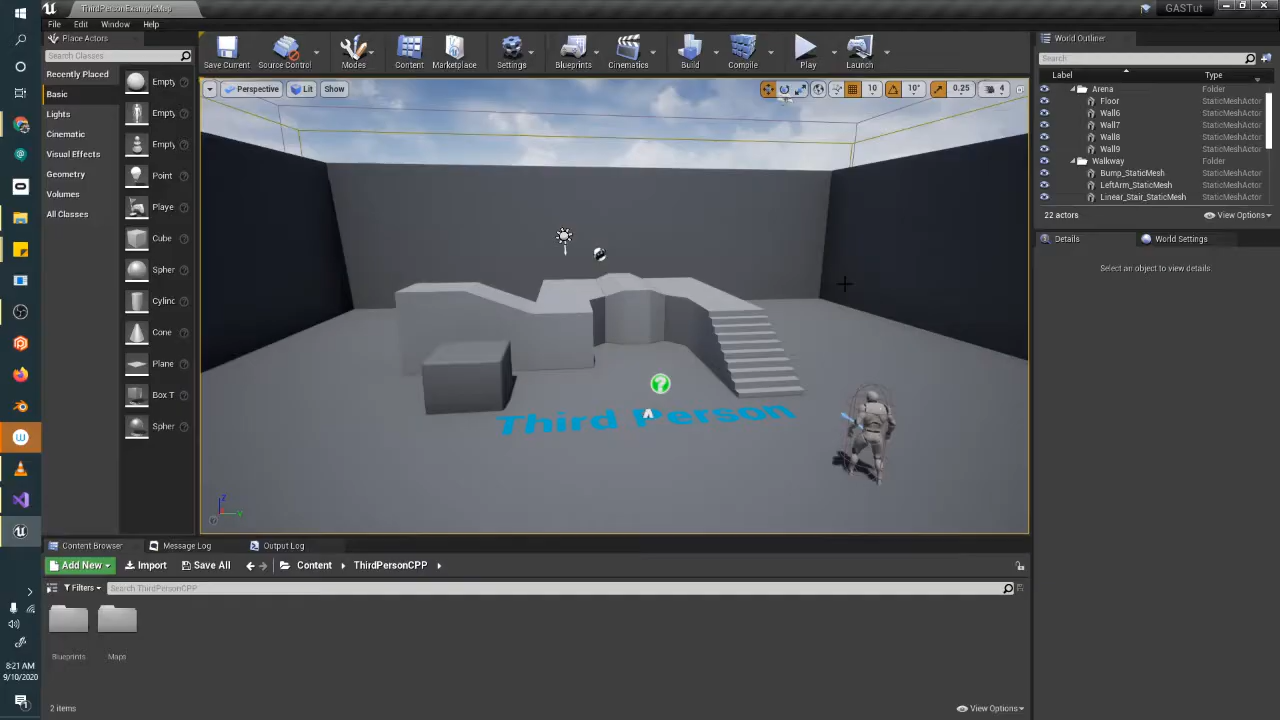 ThirdPersonExampleMap
GASTut
File Edit Window Help
Place Actors
Search Classes
Recently Placed
Basic
Lights
Cinematic
Visual Effects
Geometry
Volumes
All Classes
Empty
Empty
Empty
Point
Playe
Cube
Spher
Cylinc
Cone
Plane
Box T
Spher
Save Current
Source Control
Modes
Content
Marketplace
Settings
Blueprints
Cinematics
Build
Compile
Play
Launch
Perspective Lit Show
10 10° 0.25 4
Third Person
World Outliner
Search
Label Type
Arena Folder
Floor StaticMeshActor
Wall6 StaticMeshActor
Wall7 StaticMeshActor
Wall8 StaticMeshActor
Wall9 StaticMeshActor
Walkway Folder
Bump_StaticMesh StaticMeshActor
LeftArm_StaticMesh StaticMeshActor
Linear_Stair_StaticMesh StaticMeshActor
22 actors View Options
Details World Settings
Select an object to view details.
Content Browser Message Log Output Log
Add New Import Save All Content ThirdPersonCPP
Filters Search ThirdPersonCPP
Blueprints Maps
2 items View Options
8:21 AM
9/10/2020